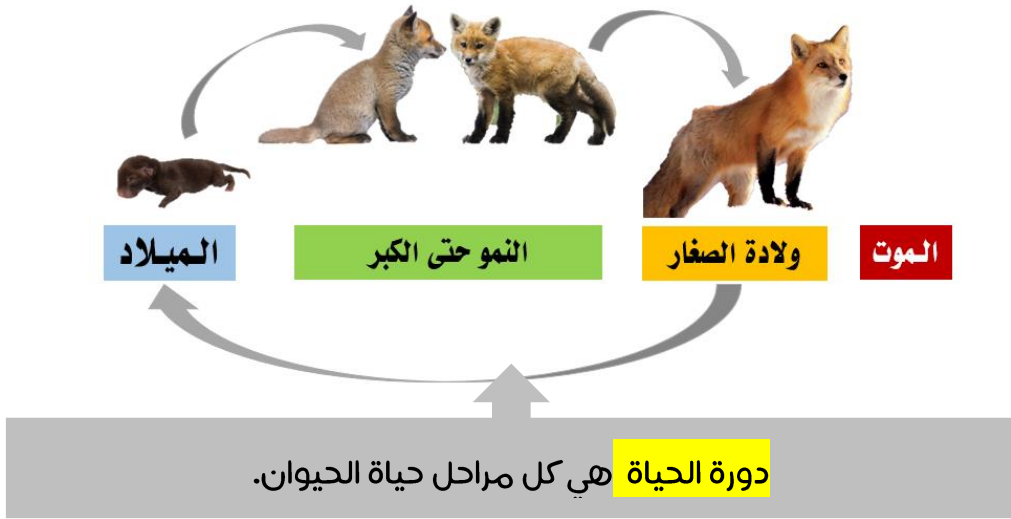 الميلاد
النمو حتى الكبر
ولادة الصغار
الموت
دورة الحياة هي كل مراحل حياة الحيوان.